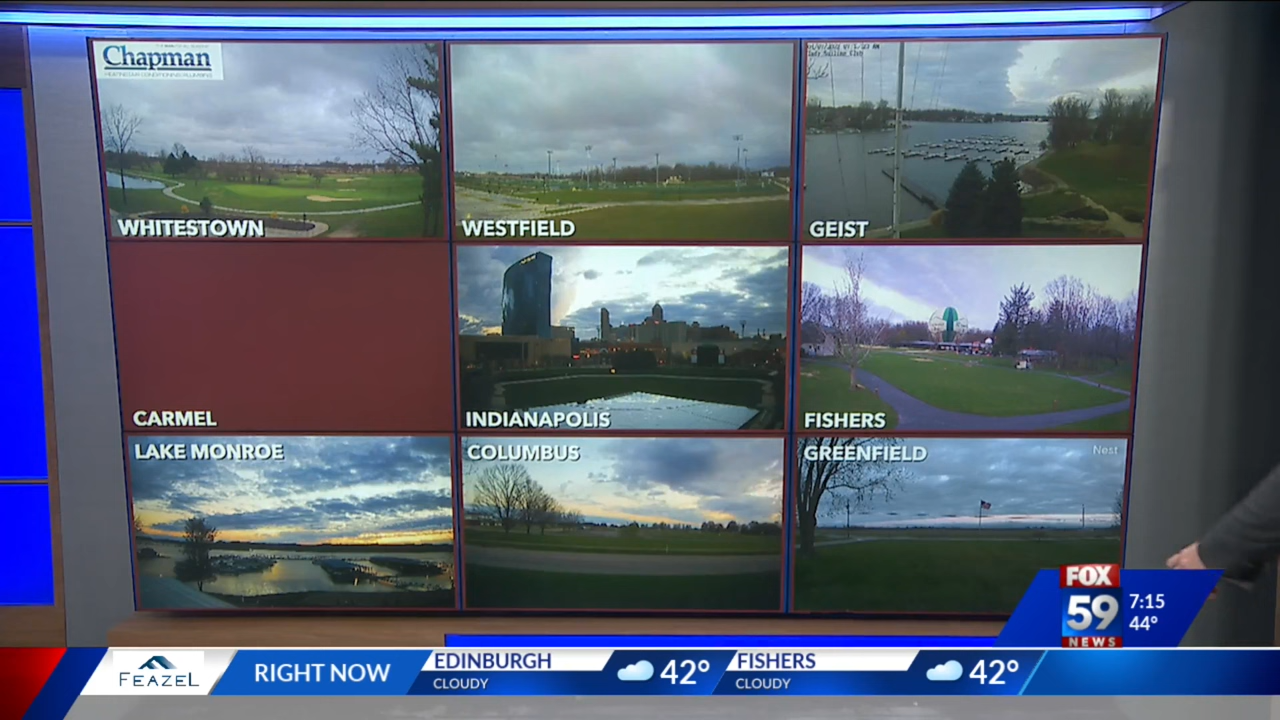 Chapman
WHITESTOWN
WESTFIELD
GEIST
CARMEL
INDIANAPOLIS
FISHERS
LAKE MONROE
COLUMBUS
GREENFIELD
Nest
FOX
59
NEWS
7:15
44°
FEAZEL
RIGHT NOW
EDINBURGH
CLOUDY
42°
FISHERS
CLOUDY
42°